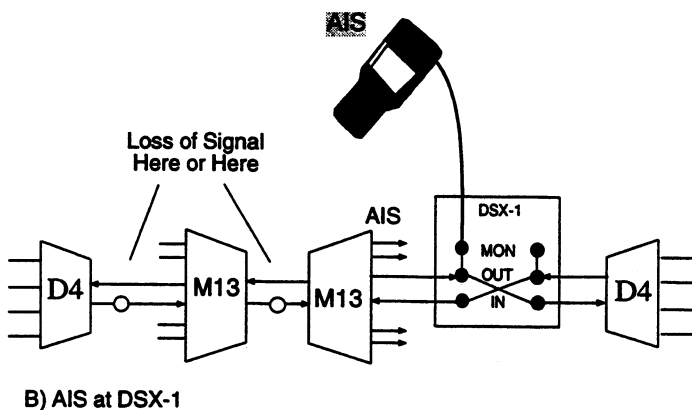 AIS
Loss of Signal
Here or Here
AIS
DSX-1
MON
OUT
IN
D4
M13
M13
D4
B) AIS at DSX-1